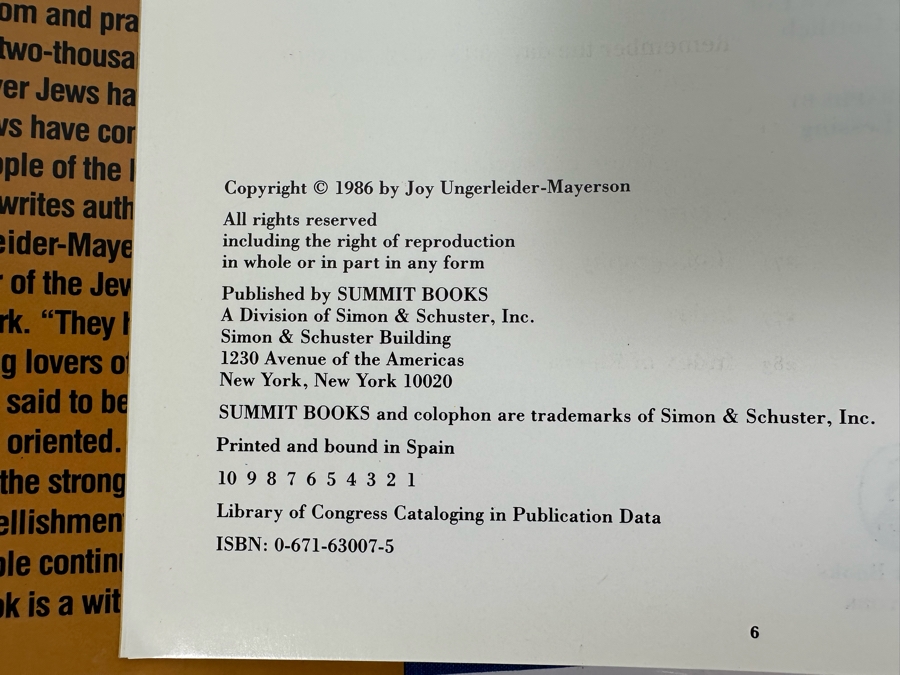 om and pra
two-thousa
er Jews ha
s have cor
ple of the
writes auth
eider-Maye
of the Jew
rk. “They
g lovers o
said to be
oriented.
the strong
ellishmen
le contin
ok is a wit
Copyright © 1986 by Joy Ungerleider-Mayerson
All rights reserved
including the right of reproduction
in whole or in part in any form
Published by SUMMIT BOOKS
A Division of Simon & Schuster, Inc.
Simon & Schuster Building
1230 Avenue of the Americas
New York, New York 10020
SUMMIT BOOKS and colophon are trademarks of Simon & Schuster, Inc.
Printed and bound in Spain
10 9 8 7 6 5 4 3 2 1
Library of Congress Cataloging in Publication Data
ISBN: 0-671-63007-5
6